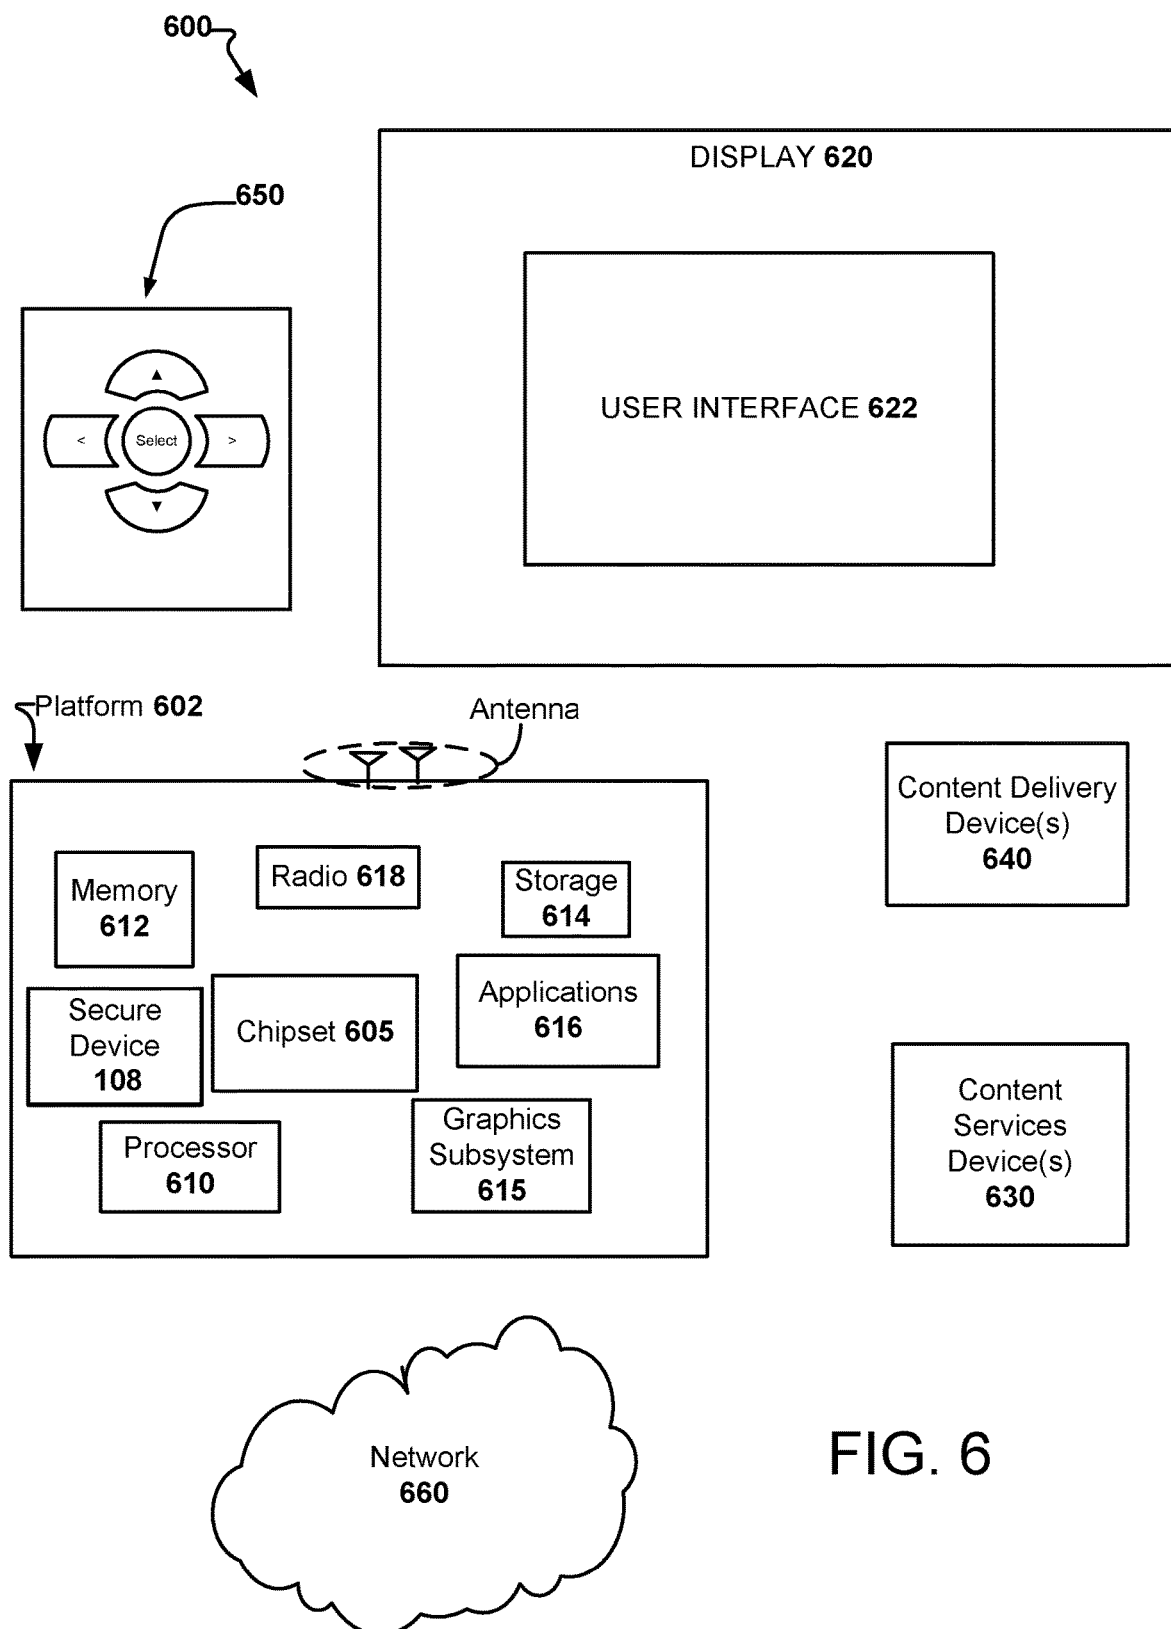 600
DISPLAY 620
650
USER INTERFACE 622
▲
< Select >
▼
Platform 602
Antenna
Content Delivery
Device(s)
640
Memory
612
Radio 618
Storage
614
Secure
Device
108
Chipset 605
Applications
616
Processor
610
Graphics
Subsystem
615
Content
Services
Device(s)
630
Network
660
FIG. 6